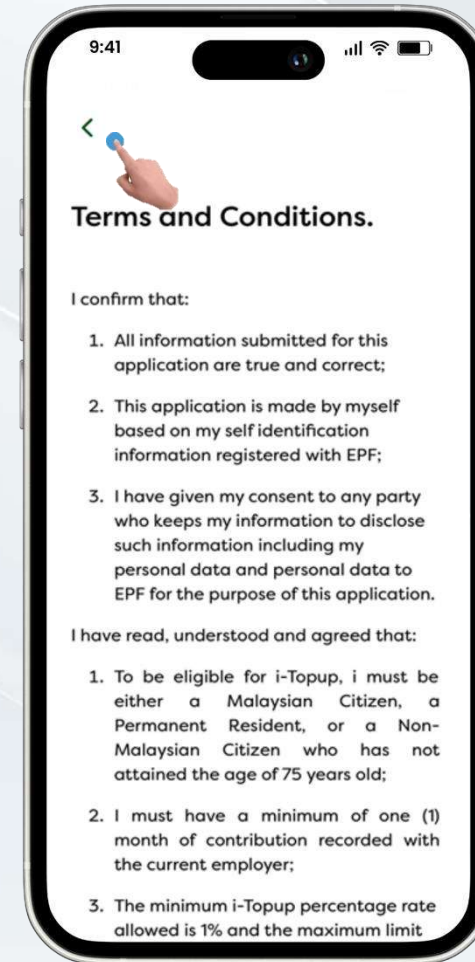 9:41
Terms and Conditions.
I confirm that:
1. All information submitted for this
application are true and correct;
2. This application is made by myself
based on my self identification
information registered with EPF;
3. I have given my consent to any party
who keeps my information to disclose
such information including my
personal data and personal data to
EPF for the purpose of this application.
I have read, understood and agreed that:
1. To be eligible for i-Topup, i must be
either a Malaysian Citizen, a
Permanent Resident, or a Non-
Malaysian Citizen who has not
attained the age of 75 years old;
2. I must have a minimum of one (1)
month of contribution recorded with
the current employer;
3. The minimum i-Topup percentage rate
allowed is 1% and the maximum limit